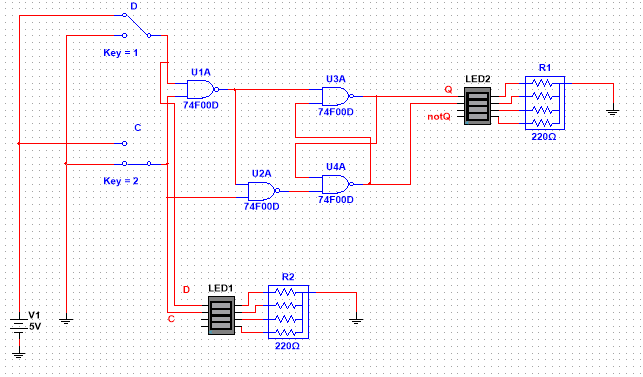 D
Key = 1
C
Key = 2
U1A
74F00D
U2A
74F00D
U3A
74F00D
U4A
74F00D
Q
notQ
LED2
R1
220Ω
V1
5V
D
C
LED1
R2
220Ω